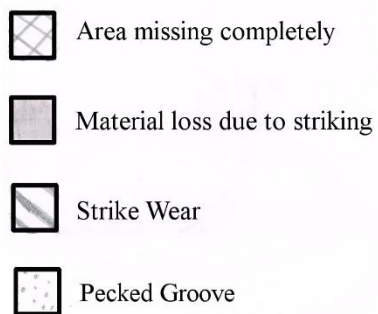 Area missing completely
Material loss due to striking
Strike Wear
Pecked Groove